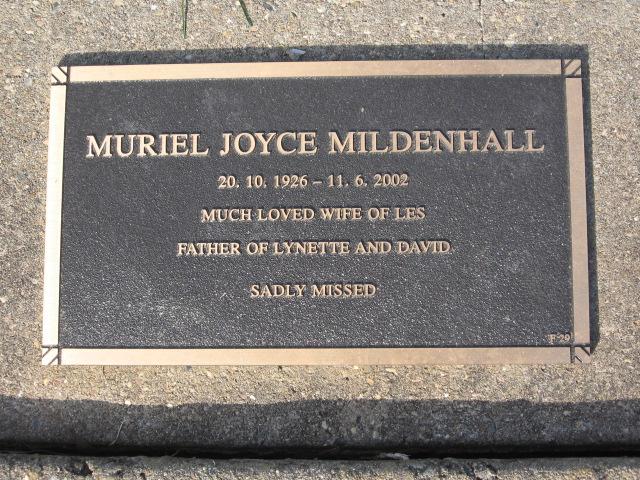 MURIEL JOYCE MILDENHALL
20. 10. 1926 – 11. 6. 2002
MUCH LOVED WIFE OF LES
FATHER OF LYNETTE AND DAVID
SADLY MISSED
F-29